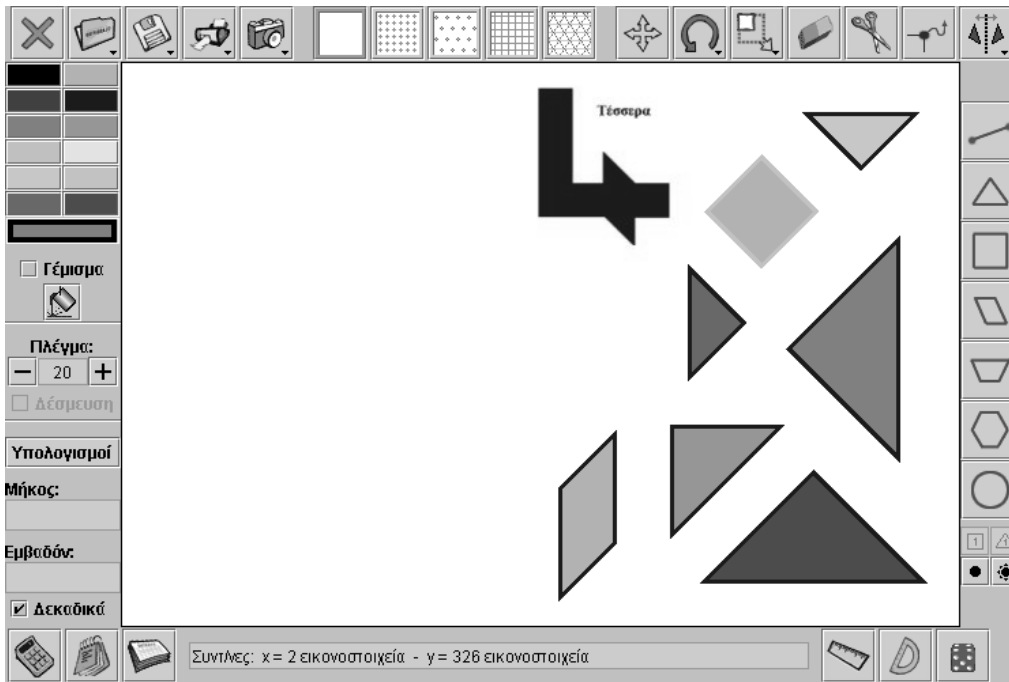 Τέσσερα
Γέμισμα
Πλέγμα:
20
Δέσμευση
Υπολογισμοί
Μήκος:
Εμβαδόν:
Δεκαδικά
Συντ/νες: x = 2 εικονοστοιχεία - y = 326 εικονοστοιχεία